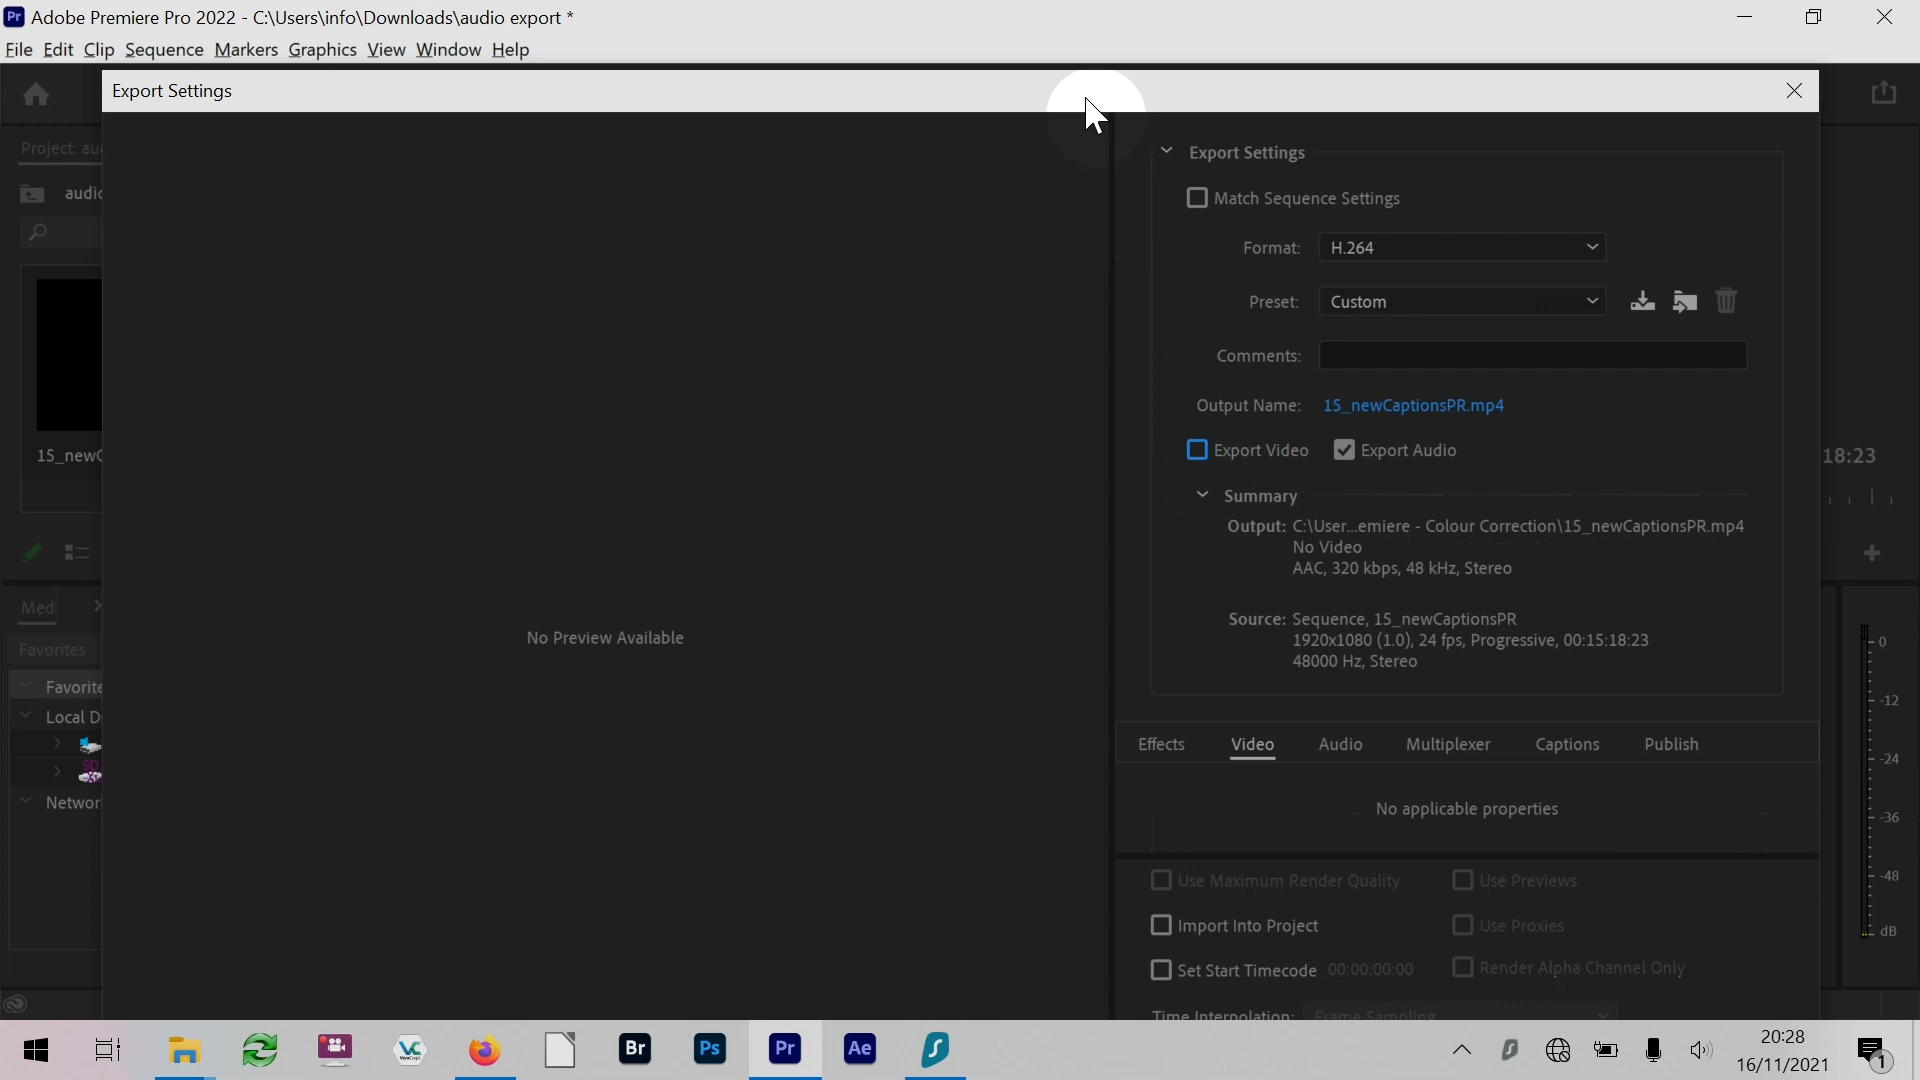 Pr Adobe Premiere Pro 2022 - C:\Users\info\Downloads\audio export *
File Edit Clip Sequence Markers Graphics View Window Help
Export Settings
Project: au
audio
15_newC
Med
Favorites
Favorite
Local D
Networ
No Preview Available
Export Settings
Match Sequence Settings
Format: H.264
Preset: Custom
Comments:
Output Name: 15_newCaptionsPR.mp4
Export Video Export Audio
Summary
Output: C:\User...emiere - Colour Correction\15_newCaptionsPR.mp4
No Video
AAC, 320 kbps, 48 kHz, Stereo
Source: Sequence, 15_newCaptionsPR
1920x1080 (1.0), 24 fps, Progressive, 00:15:18:23
48000 Hz, Stereo
Effects Video Audio Multiplexer Captions Publish
No applicable properties
Use Maximum Render Quality Use Previews
Import Into Project Use Proxies
Set Start Timecode 00:00:00:00 Render Alpha Channel Only
Time Interpolation: Frame Sampling
18:23
0
-12
-24
-36
-48
dB
Br Ps Pr Ae
20:28
16/11/2021
1